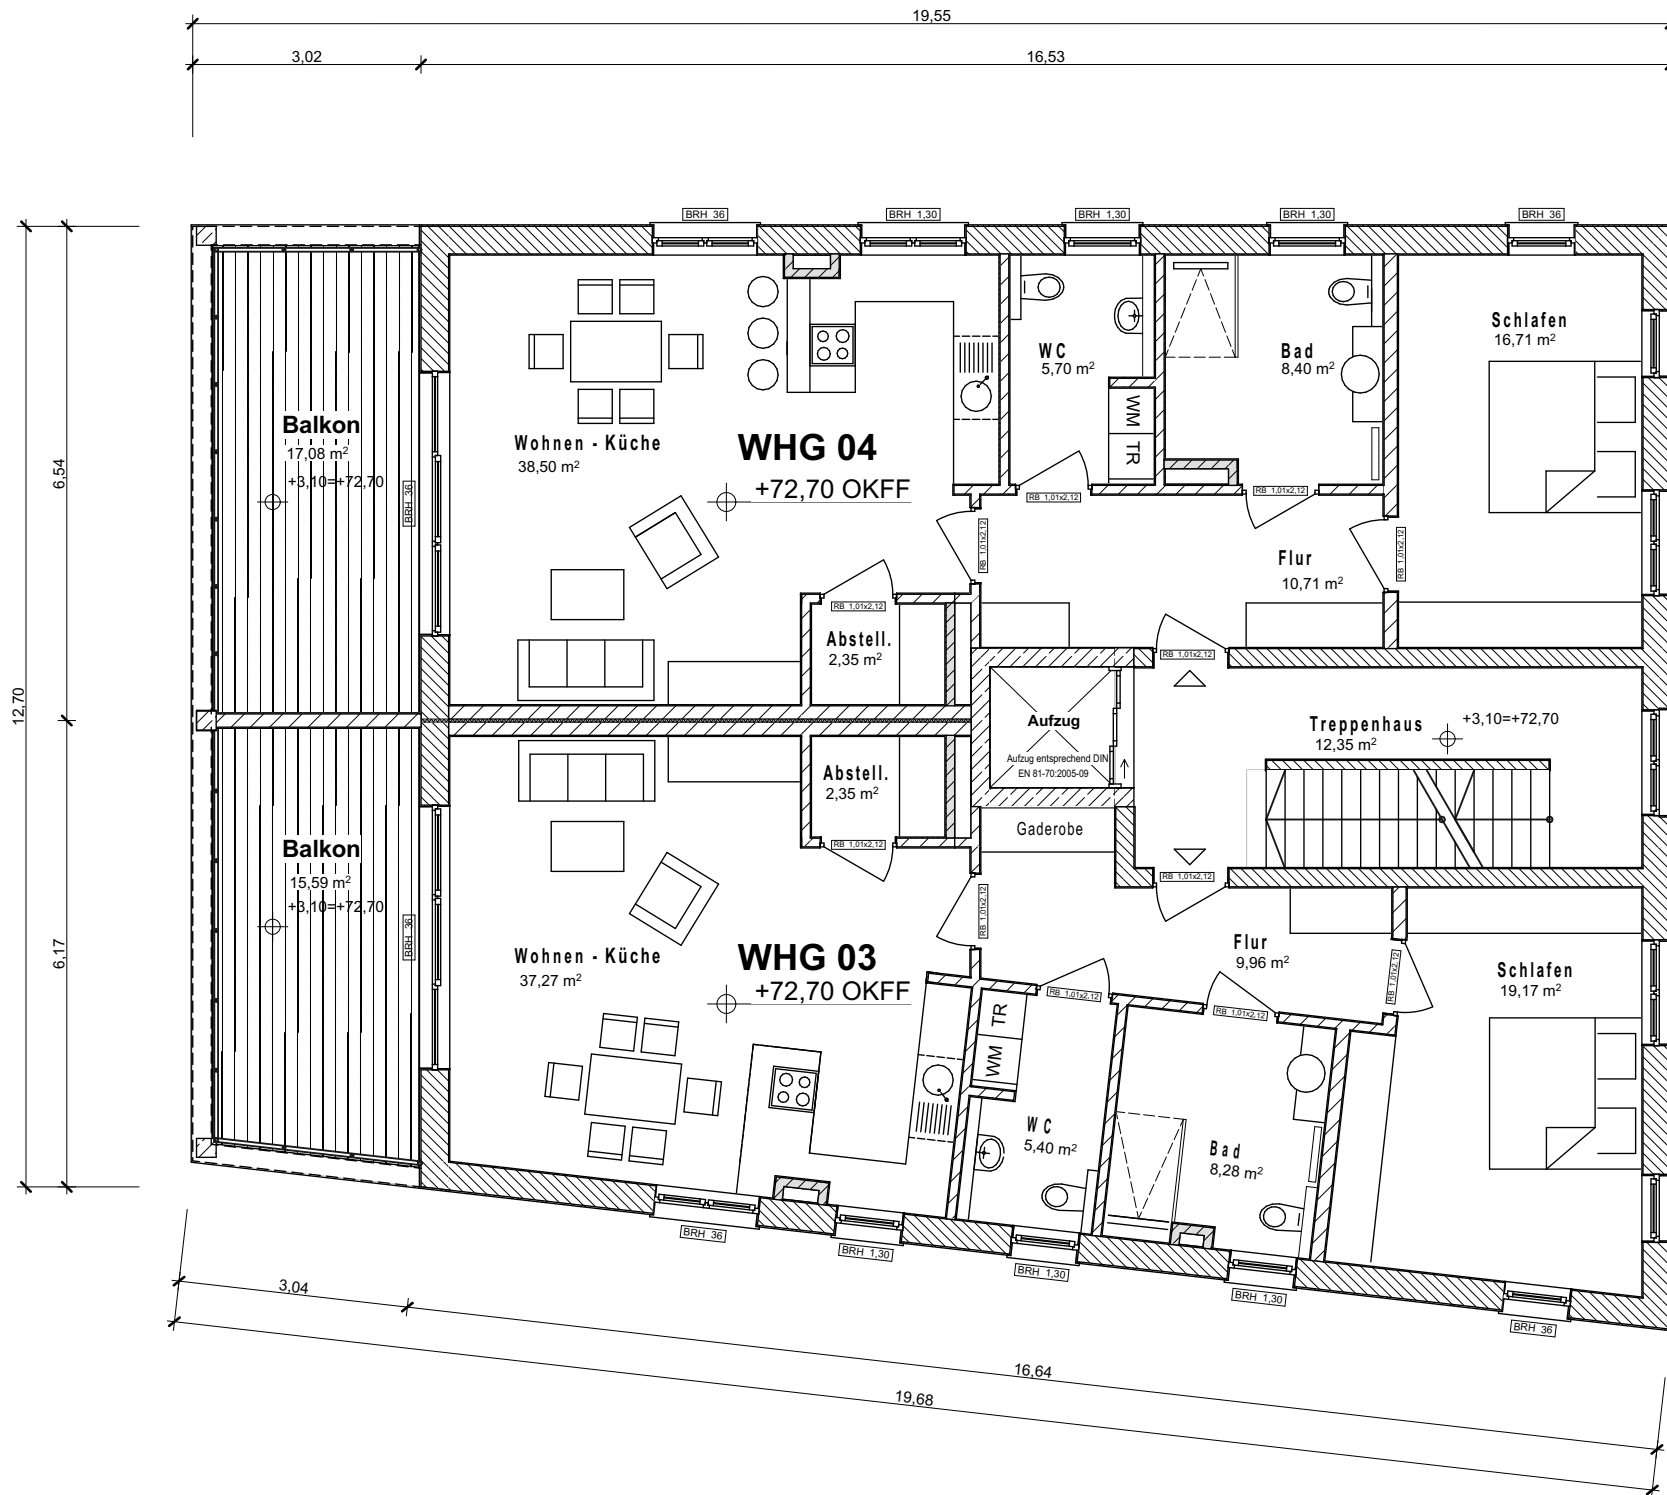 19,55
3,02
16,53
BRH 36
BRH 1,30
BRH 1,30
BRH 1,30
BRH 36
12,70
6,54
6,17
Balkon
17,08 m²
+3,10=+72,70
BRH 36
Wohnen - Küche
38,50 m²
WHG 04
+72,70 OKFF
WC
5,70 m²
WM
TR
Bad
8,40 m²
Schlafen
16,71 m²
RB 1,01x2,12
RB 1,01x2,12
RB 1,01x2,12
RB 1,01x2,12
Flur
10,71 m²
RB 1,01x2,12
Abstell.
2,35 m²
RB 1,01x2,12
Aufzug
Aufzug entsprechend DIN
EN 81-70:2005-09
Treppenhaus
12,35 m²
+3,10=+72,70
Abstell.
2,35 m²
RB 1,01x2,12
Gaderobe
RB 1,01x2,12
Balkon
15,59 m²
+3,10=+72,70
BRH 36
Wohnen - Küche
37,27 m²
WHG 03
+72,70 OKFF
RB 1,01x2,12
Flur
9,96 m²
RB 1,01x2,12
RB 1,01x2,12
RB 1,01x2,12
Schlafen
19,17 m²
TR
WM
WC
5,40 m²
Bad
8,28 m²
BRH 36
BRH 1,30
BRH 1,30
BRH 1,30
BRH 36
3,04
16,64
19,68